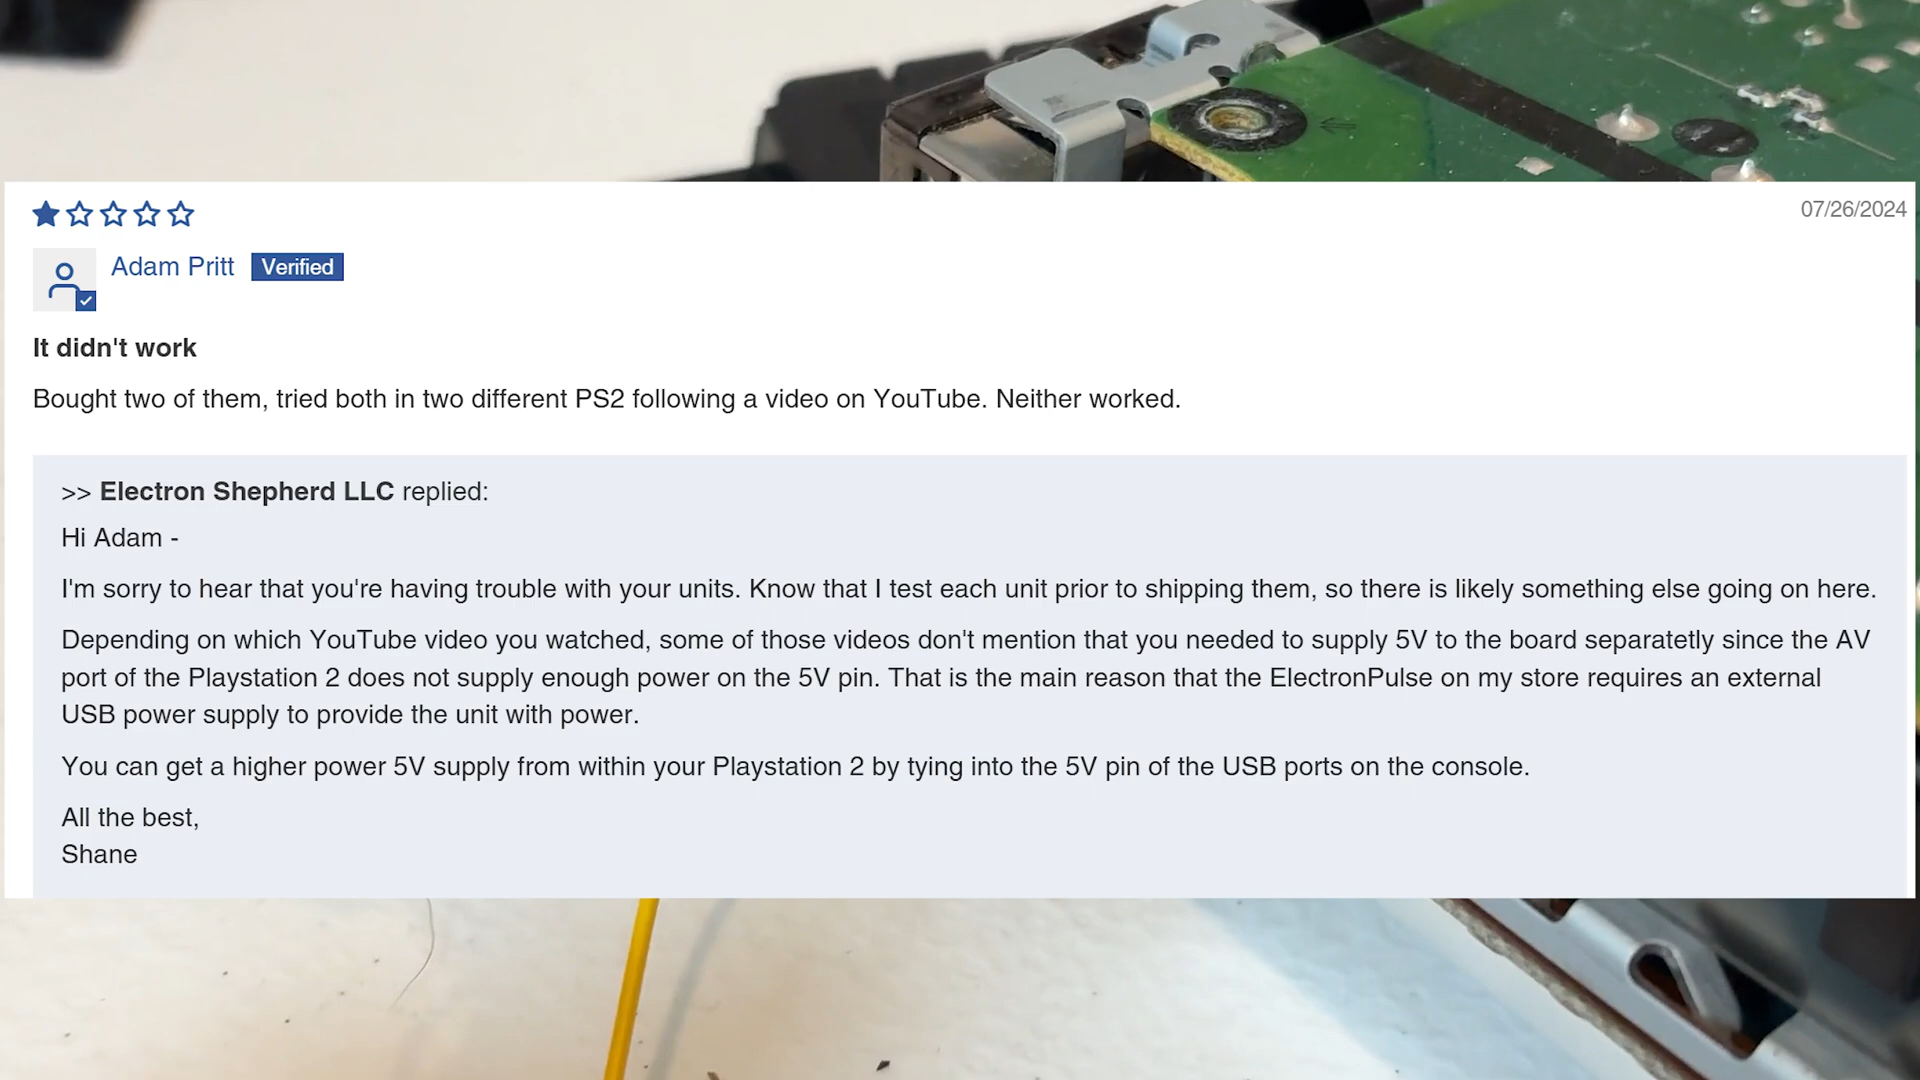 07/26/2024
Adam Pritt Verified
It didn't work
Bought two of them, tried both in two different PS2 following a video on YouTube. Neither worked.
>> Electron Shepherd LLC replied:
Hi Adam -
I'm sorry to hear that you're having trouble with your units. Know that I test each unit prior to shipping them, so there is likely something else going on here.
Depending on which YouTube video you watched, some of those videos don't mention that you needed to supply 5V to the board separatetly since the AV
port of the Playstation 2 does not supply enough power on the 5V pin. That is the main reason that the ElectronPulse on my store requires an external
USB power supply to provide the unit with power.
You can get a higher power 5V supply from within your Playstation 2 by tying into the 5V pin of the USB ports on the console.
All the best,
Shane